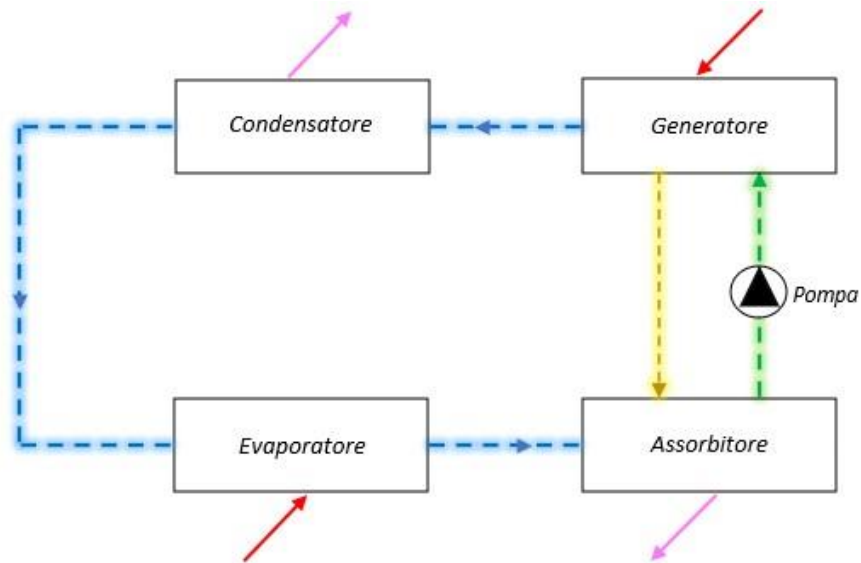 Condensatore
Generatore
Pompa
Evaporatore
Assorbitore